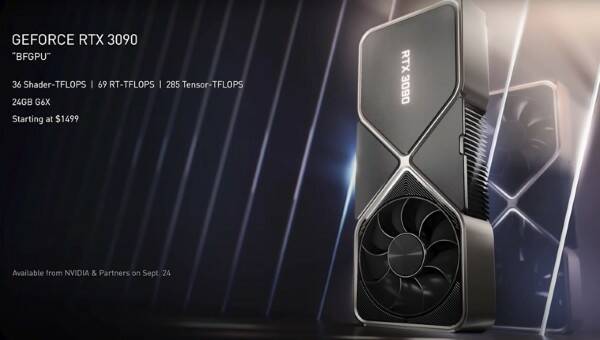 GEFORCE RTX 3090
"BFGPU"
36 Shader-TFLOPS | 69 RT-TFLOPS | 285 Tensor-TFLOPS
24GB G6X
Starting at $1499
RTX 3090
Available from NVIDIA & Partners on Sept. 24